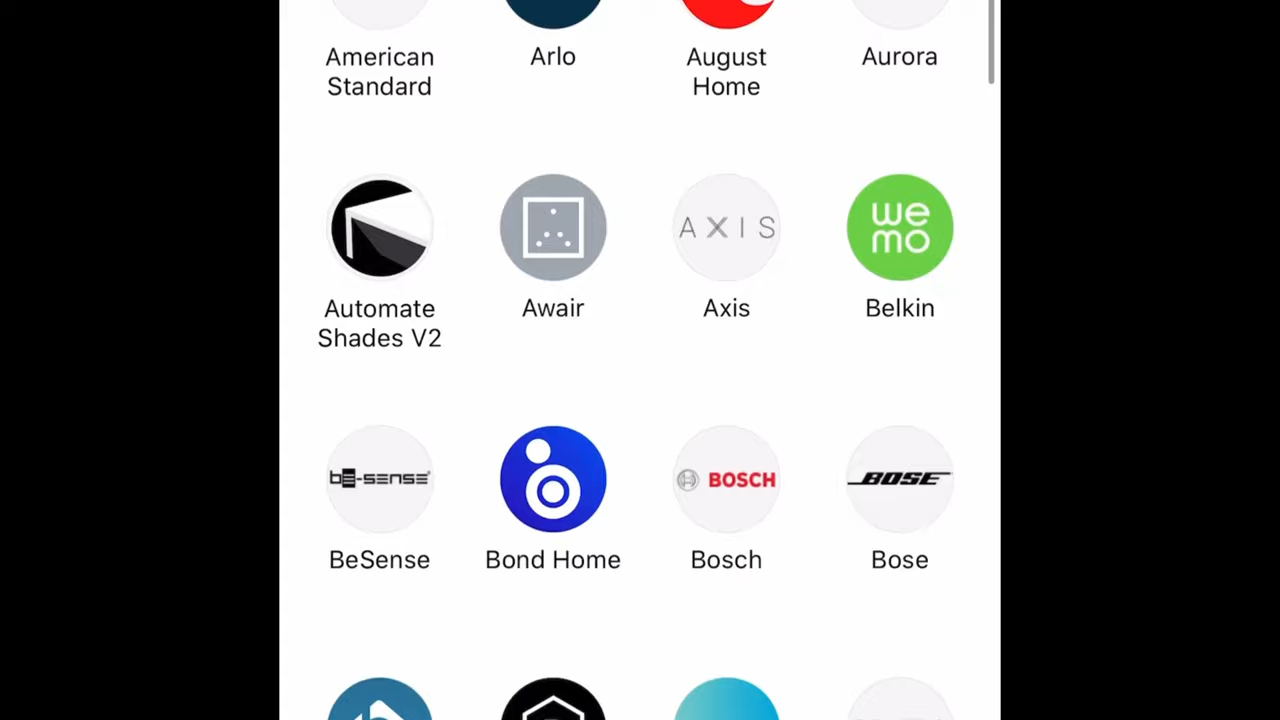 American Standard
Arlo
August Home
Aurora
AXIS
we
mo
Automate Shades V2
Awair
Axis
Belkin
bE-SENSE
BOSCH
BOSE
BeSense
Bond Home
Bosch
Bose